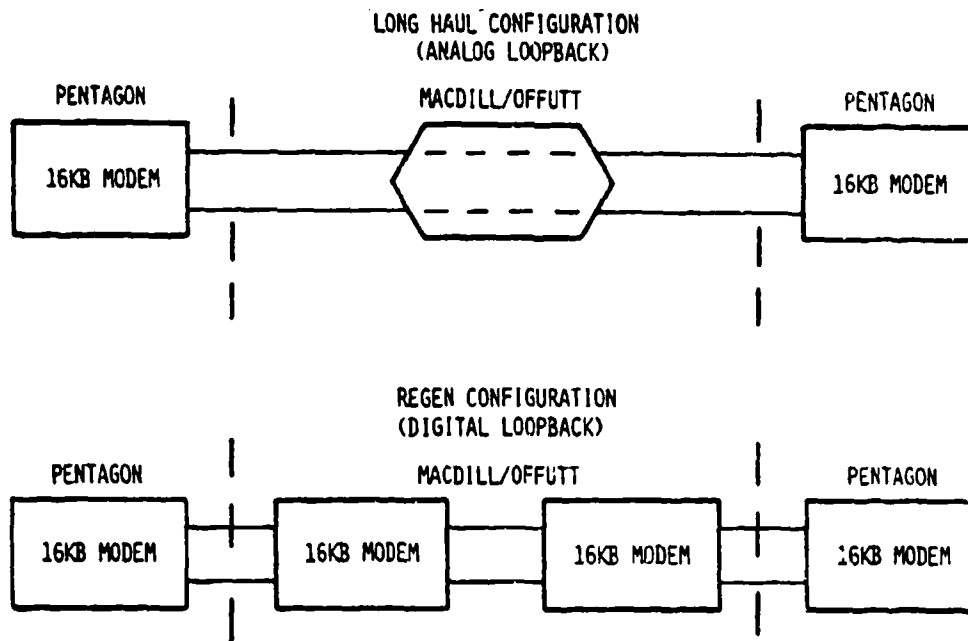 LONG HAUL CONFIGURATION
(ANALOG LOOPBACK)
PENTAGON
MACDILL/OFFUTT
PENTAGON
16KB MODEM
16KB MODEM
REGEN CONFIGURATION
(DIGITAL LOOPBACK)
PENTAGON
MACDILL/OFFUTT
PENTAGON
16KB MODEM
16KB MODEM
16KB MODEM
16KB MODEM